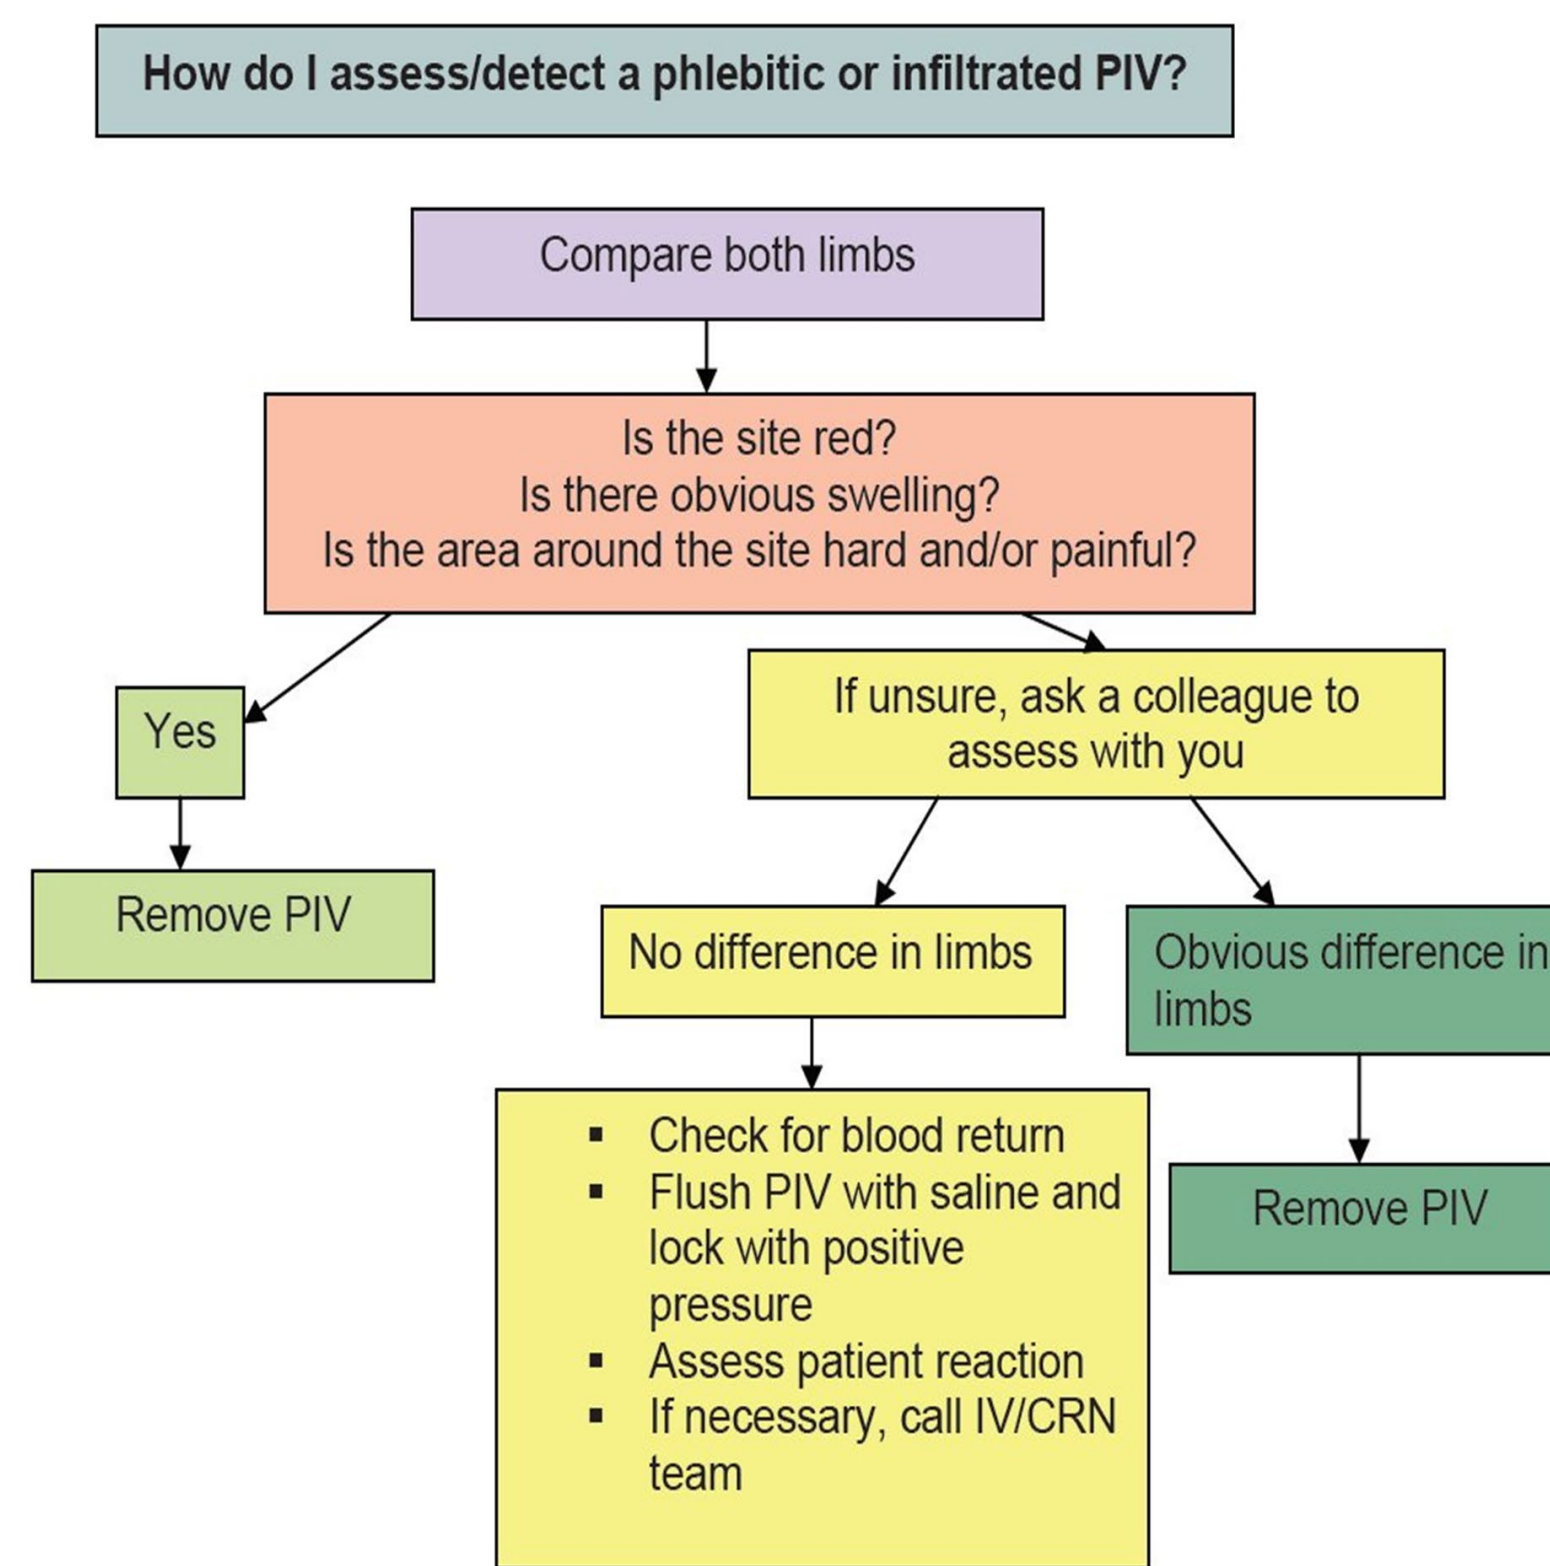 How do I assess/detect a phlebitic or infiltrated PIV?
Compare both limbs
Is the site red?
Is there obvious swelling?
Is the area around the site hard and/or painful?
Yes
Remove PIV
If unsure, ask a colleague to
assess with you
No difference in limbs
▪ Check for blood return
▪ Flush PIV with saline and
lock with positive
pressure
▪ Assess patient reaction
▪ If necessary, call IV/CRN
team
Obvious difference in
limbs
Remove PIV